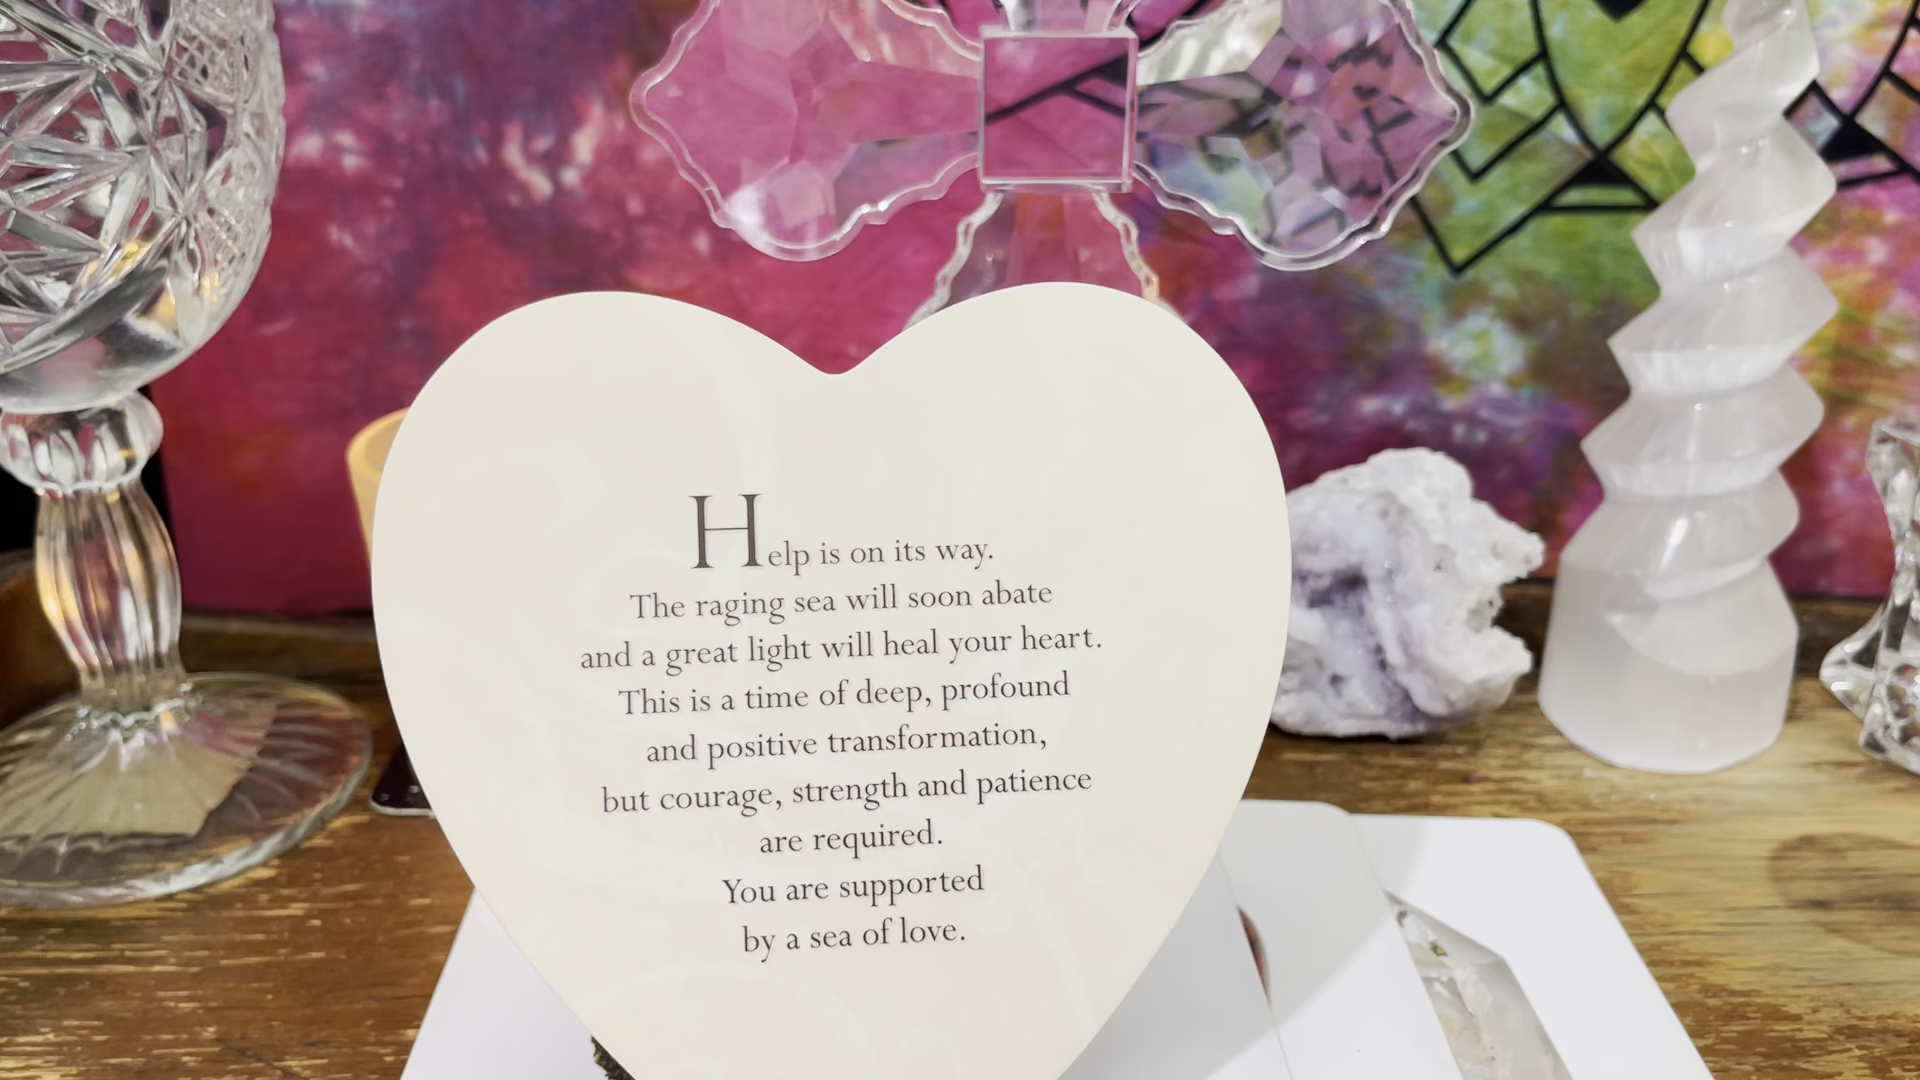 Help is on its way.
The raging sea will soon abate
and a great light will heal your heart.
This is a time of deep, profound
and positive transformation,
but courage, strength and patience
are required.
You are supported
by a sea of love.